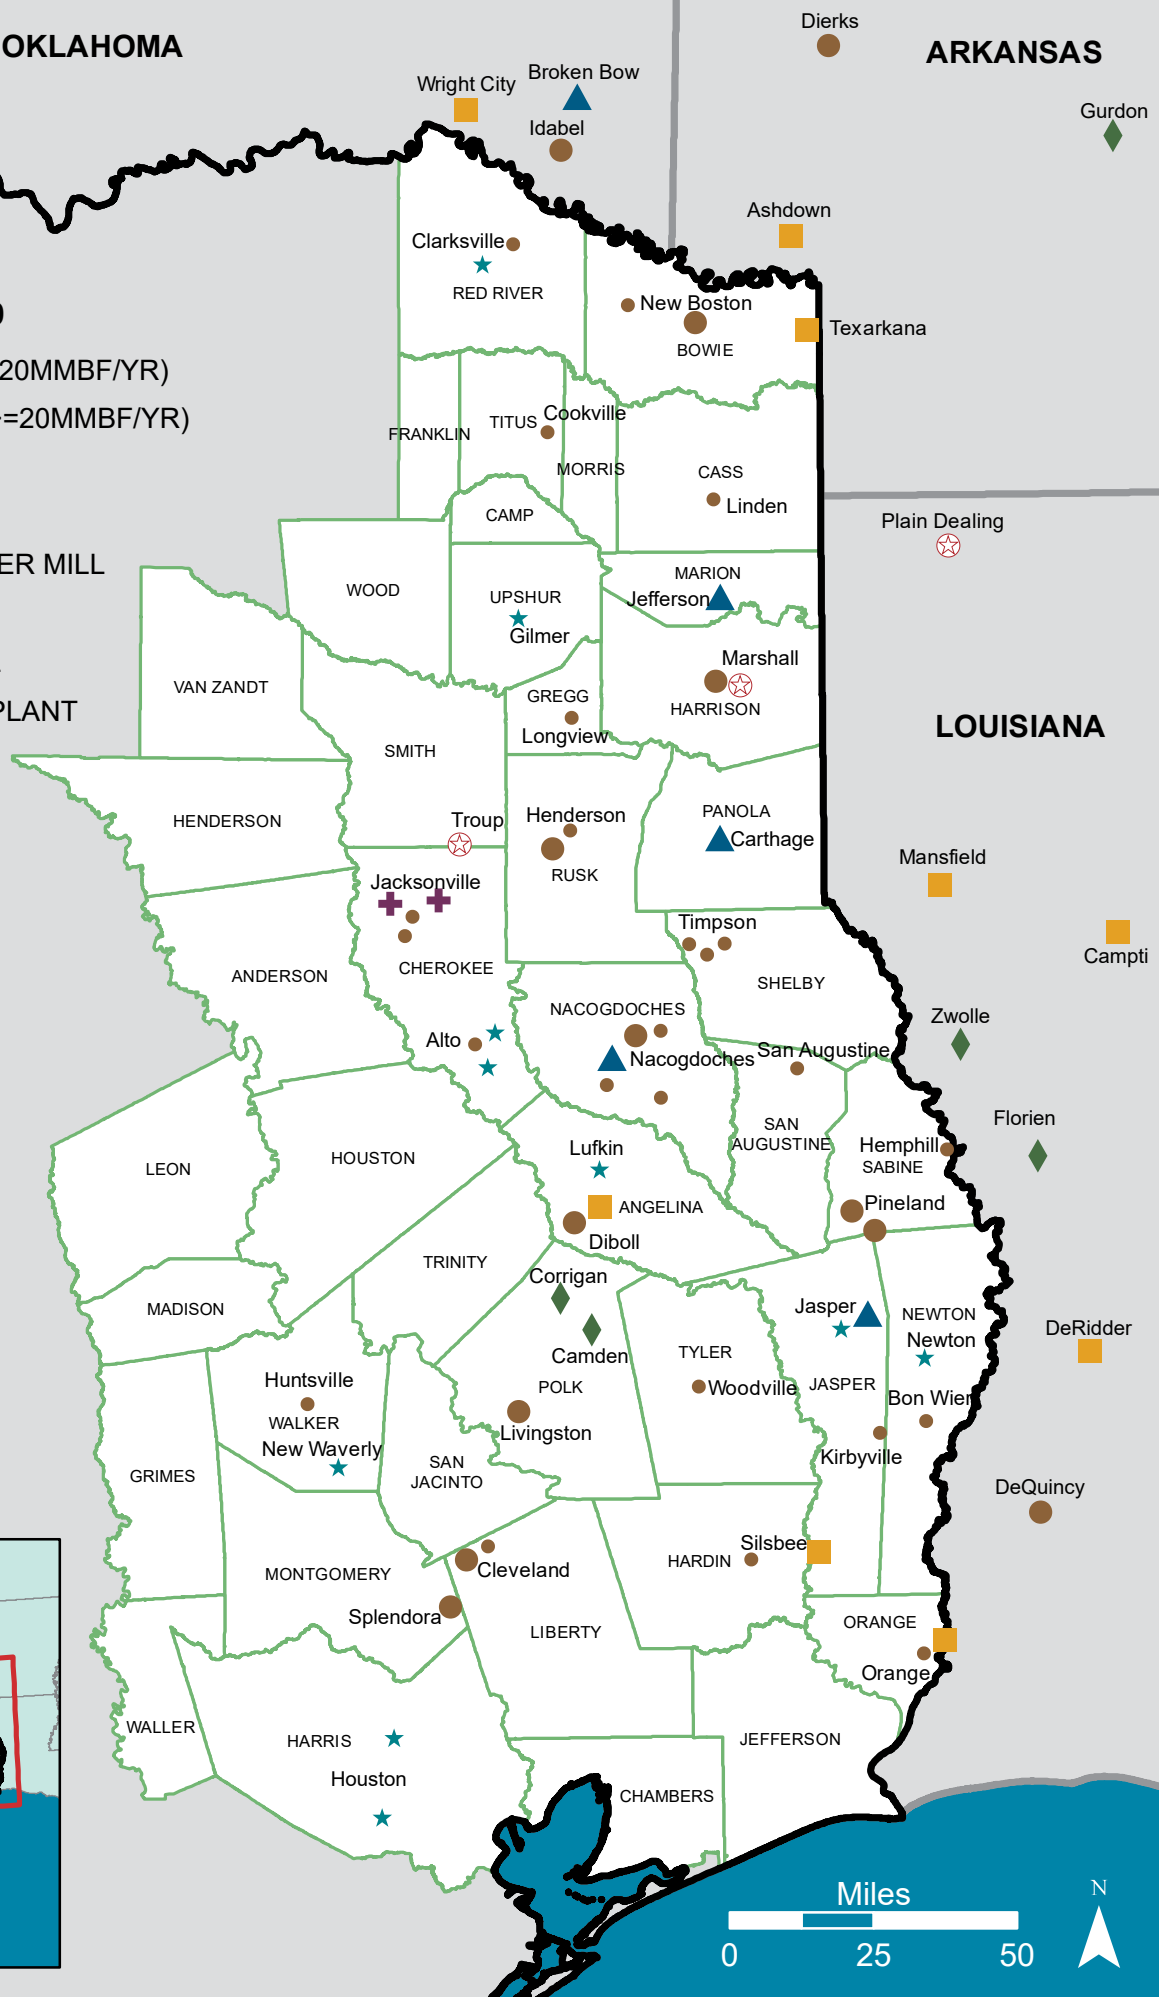 OKLAHOMA
Dierks
ARKANSAS
Wright City
Broken Bow
Idabel
Gurdon
Ashdown
Clarksville
RED RIVER
New Boston
BOWIE
Texarkana
20MMBF/YR)
=20MMBF/YR)
FRANKLIN
TITUS
Cookville
MORRIS
CASS
Linden
CAMP
Plain Dealing
ER MILL
WOOD
UPSHUR
Gilmer
MARION
Jefferson
Marshall
HARRISON
VAN ZANDT
GREGG
Longview
PLANT
LOUISIANA
SMITH
HENDERSON
Troup
Henderson
RUSK
PANOLA
Carthage
Mansfield
Jacksonville
CHEROKEE
ANDERSON
Timpson
SHELBY
Campti
NACOGDOCHES
Nacogdoches
Alto
San Augustine
Zwolle
SAN
AUGUSTINE
Florien
Hemphill
SABINE
LEON
HOUSTON
Lufkin
ANGELINA
Diboll
Pineland
TRINITY
Corrigan
MADISON
Camden
Jasper
NEWTON
Newton
DeRidder
TYLER
Woodville
JASPER
Bon Wier
Kirbyville
Huntsville
WALKER
New Waverly
POLK
Livingston
GRIMES
SAN
JACINTO
DeQuincy
Silsbee
HARDIN
Cleveland
MONTGOMERY
Splendora
LIBERTY
ORANGE
Orange
WALLER
HARRIS
Houston
JEFFERSON
CHAMBERS
Miles
0 25 50
N